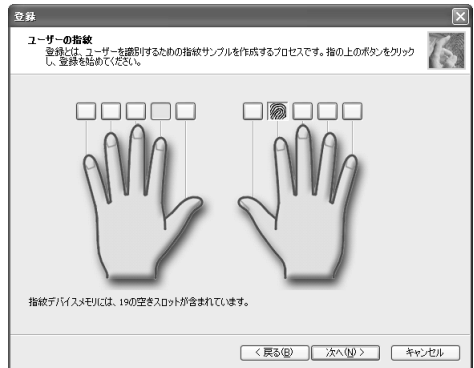 登録
ユーザーの指紋
登録とは、ユーザーを識別するための指紋サンプルを作成するプロセスです。指の上のボタンをクリック
し、登録を始めてください。
指紋デバイスメモリには、19の空きスロットが含まれています。
< 戻る(B) 次へ(N) > キャンセル